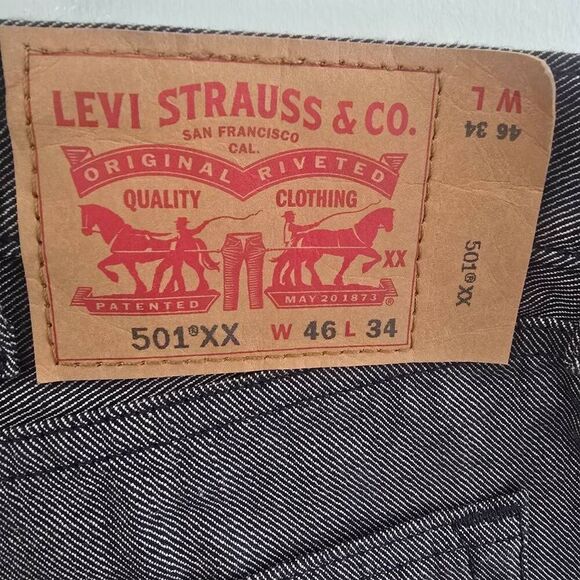 LEVI STRAUSS & CO.
SAN FRANCISCO
CAL.
ORIGINAL RIVETED
QUALITY CLOTHING
XX
PATENTED MAY 20 1873 ®
501®XX W 46 L 34
W L
46 34
501®XX